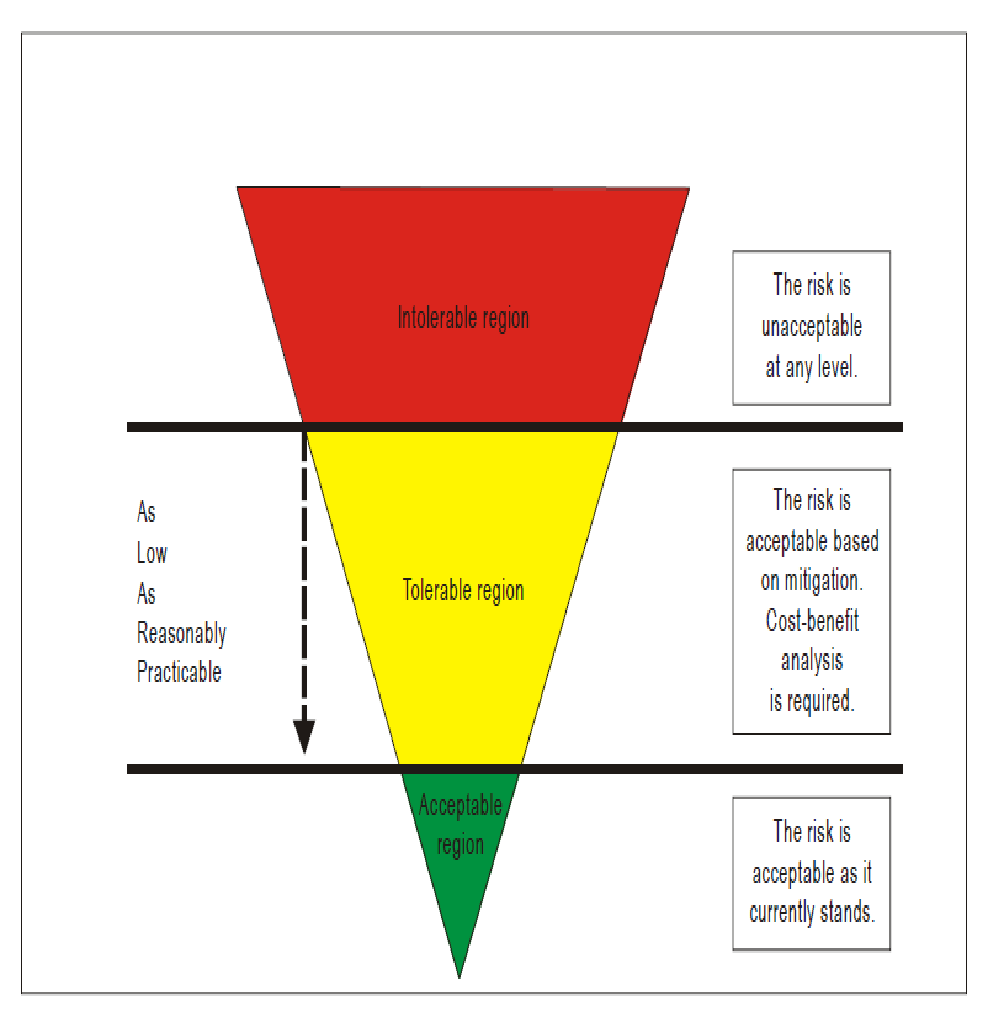 Intolerable region
The risk is
unacceptable
at any level.
As
Low
As
Reasonably
Practicable
Tolerable region
The risk is
acceptable based
on mitigation.
Cost-benefit
analysis
is required.
Acceptable
region
The risk is
acceptable as it
currently stands.